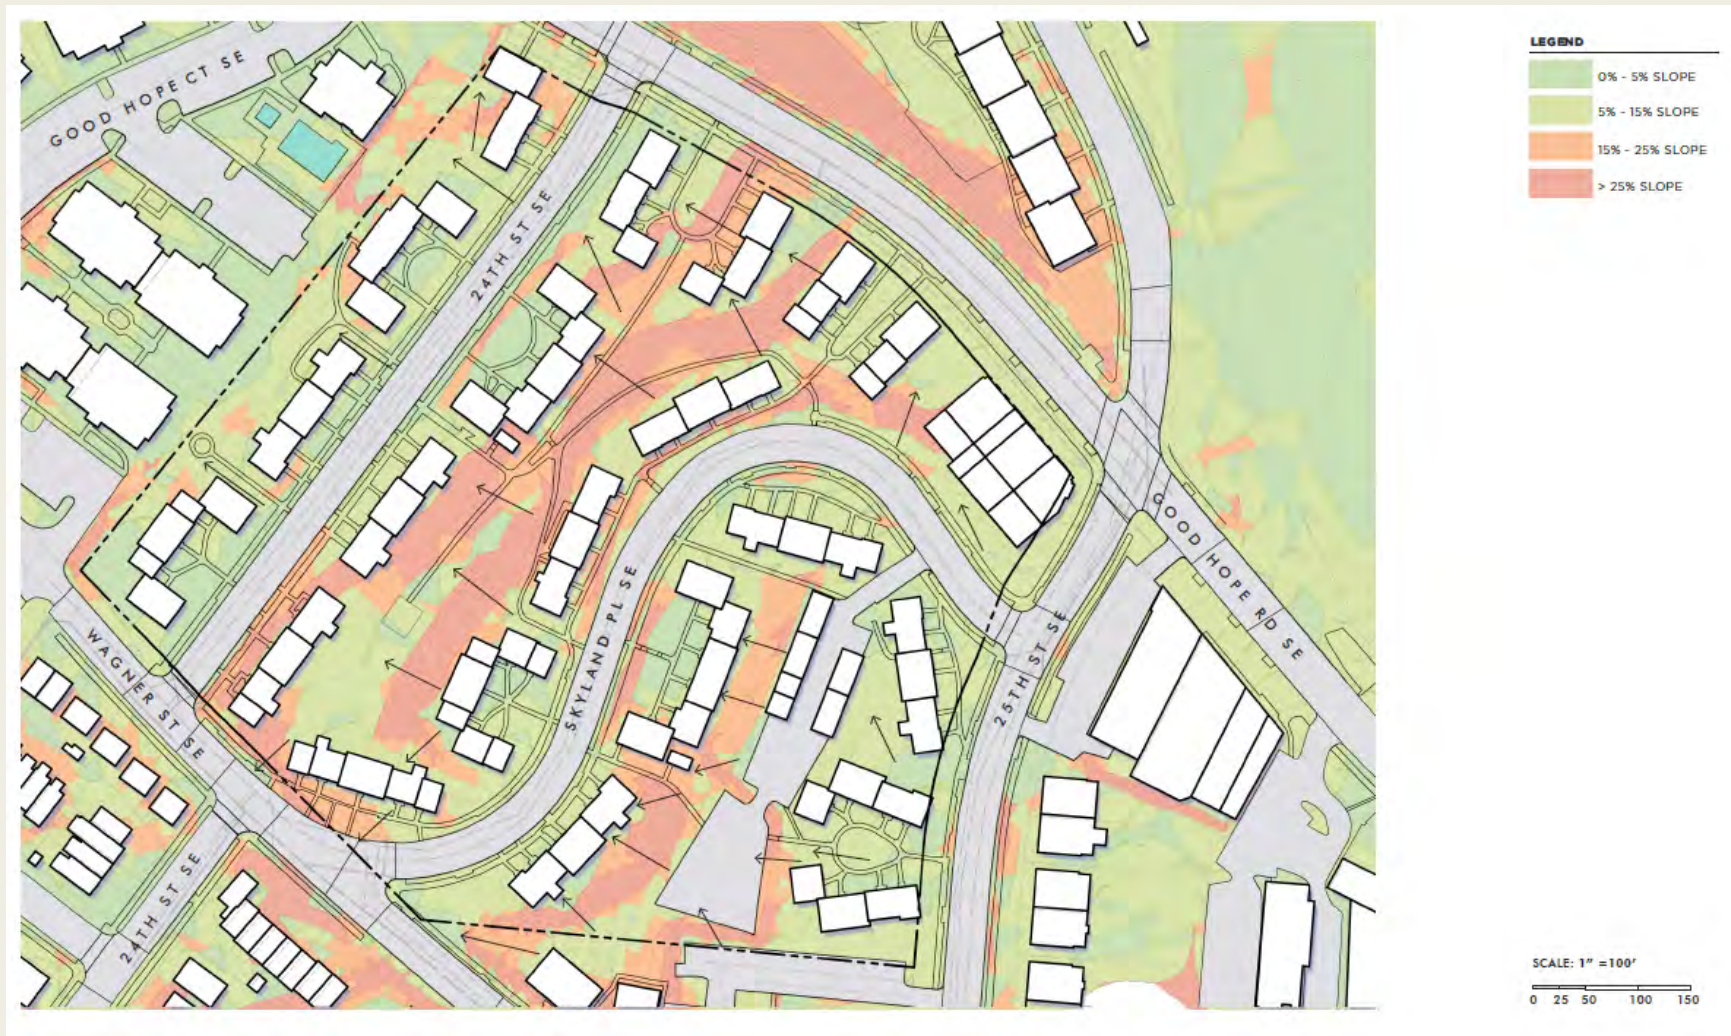 GOOD HOPE CT SE
24TH ST SE
WAGNER ST SE
24TH ST SE
SKYLAND PL SE
25TH ST SE
GOOD HOPE RD SE
LEGEND
0% - 5% SLOPE
5% - 15% SLOPE
15% - 25% SLOPE
> 25% SLOPE
SCALE: 1" =100'
0 25 50 100 150